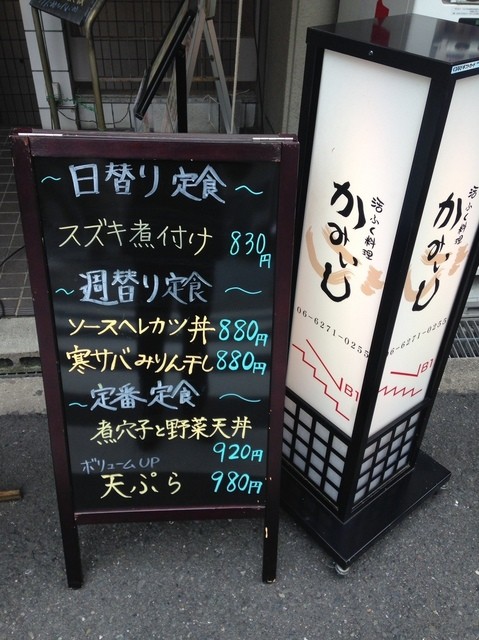 ～日替り定食～
スズキ煮付け 830円
～週替り定食～
ソースヘレカツ丼 880円
寒サバみりん干し 880円
～定番定食～
煮穴子と野菜天丼
920円
ボリュームUP
天ぷら 980円
活ふぐ料理
かみいし
06-6271-0255
B1
活ふぐ料理
かみいし
06-6271-0255
B1